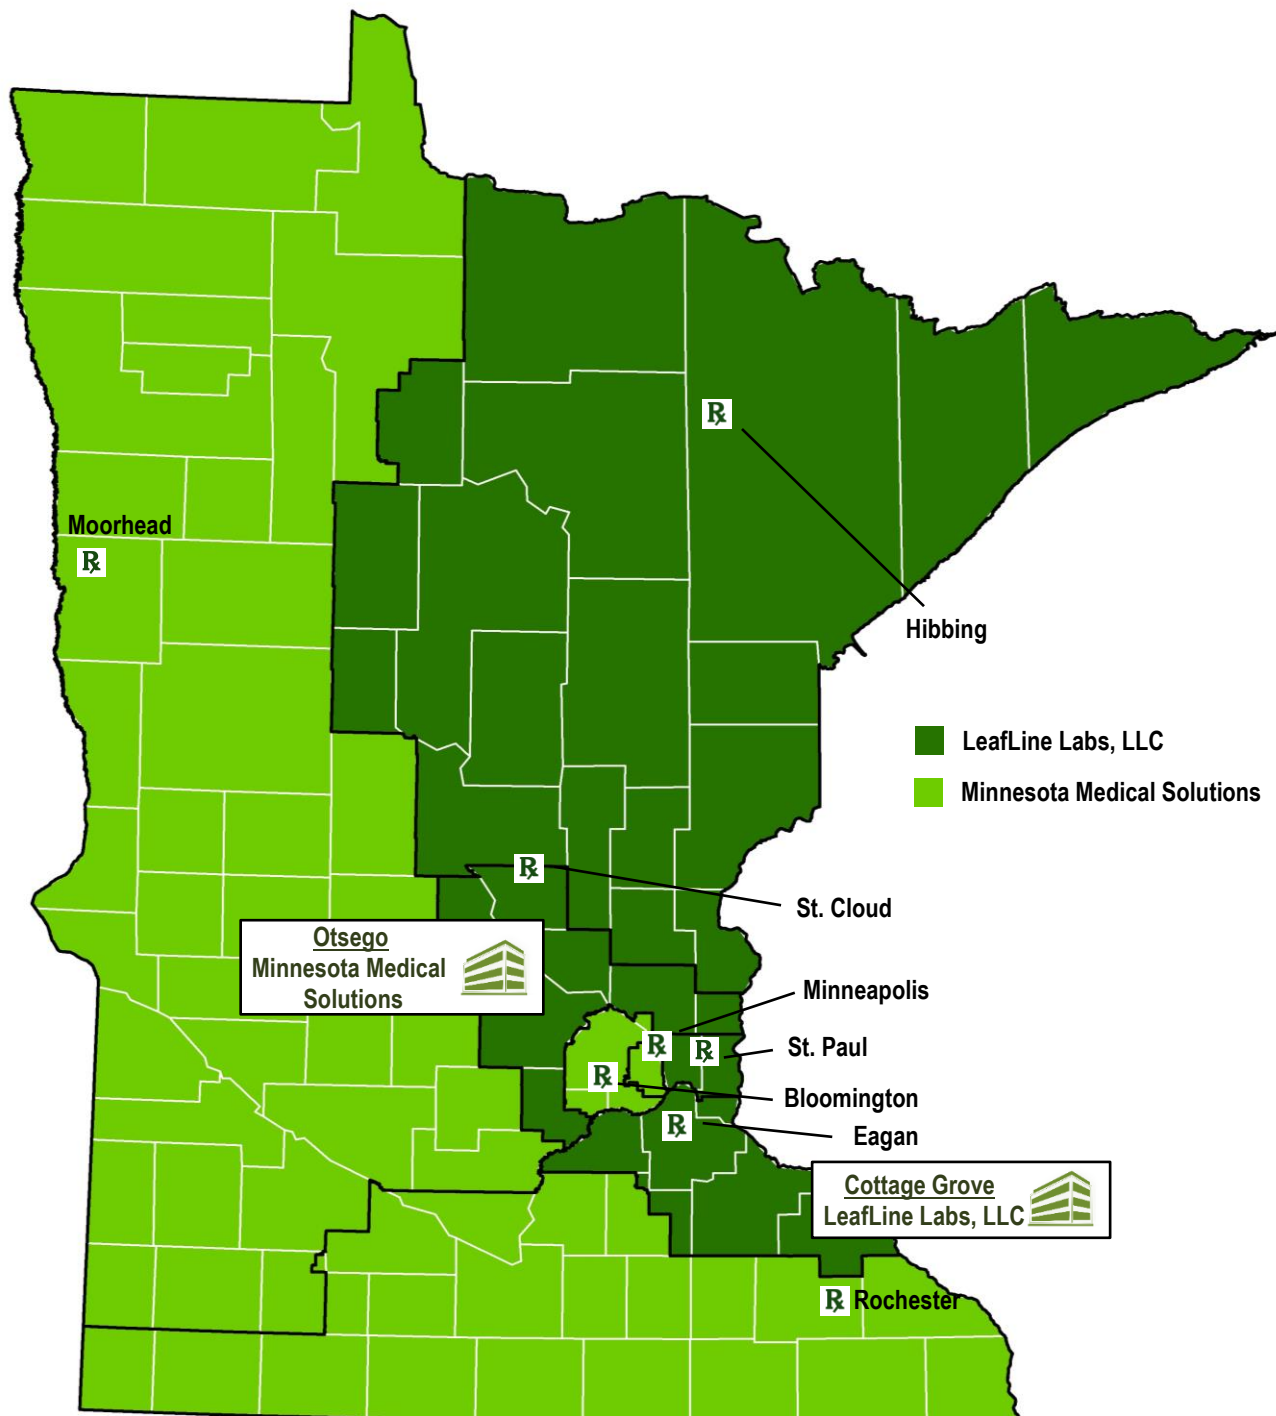 ℞
Moorhead
℞
Hibbing
LeafLine Labs, LLC
Minnesota Medical Solutions
℞
St. Cloud
Otsego
Minnesota Medical
Solutions
Minneapolis
℞
℞
St. Paul
℞
Bloomington
℞
Eagan
Cottage Grove
LeafLine Labs, LLC
℞ Rochester